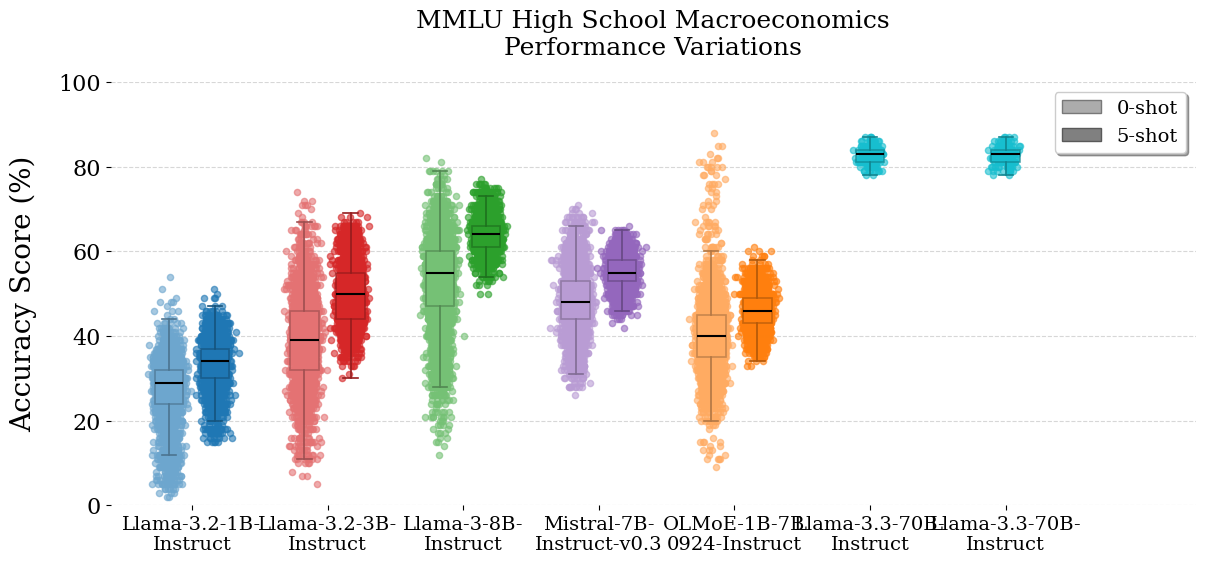 MMLU High School Macroeconomics
Performance Variations
Accuracy Score (%)
100
80
60
40
20
0
0-shot
5-shot
Llama-3.2-1B-
Instruct
Llama-3.2-3B-
Instruct
Llama-3-8B-
Instruct
Mistral-7B-
Instruct-v0.3
OLMoE-1B-7B-
0924-Instruct
Llama-3.3-70B-
Instruct
Llama-3.3-70B-
Instruct